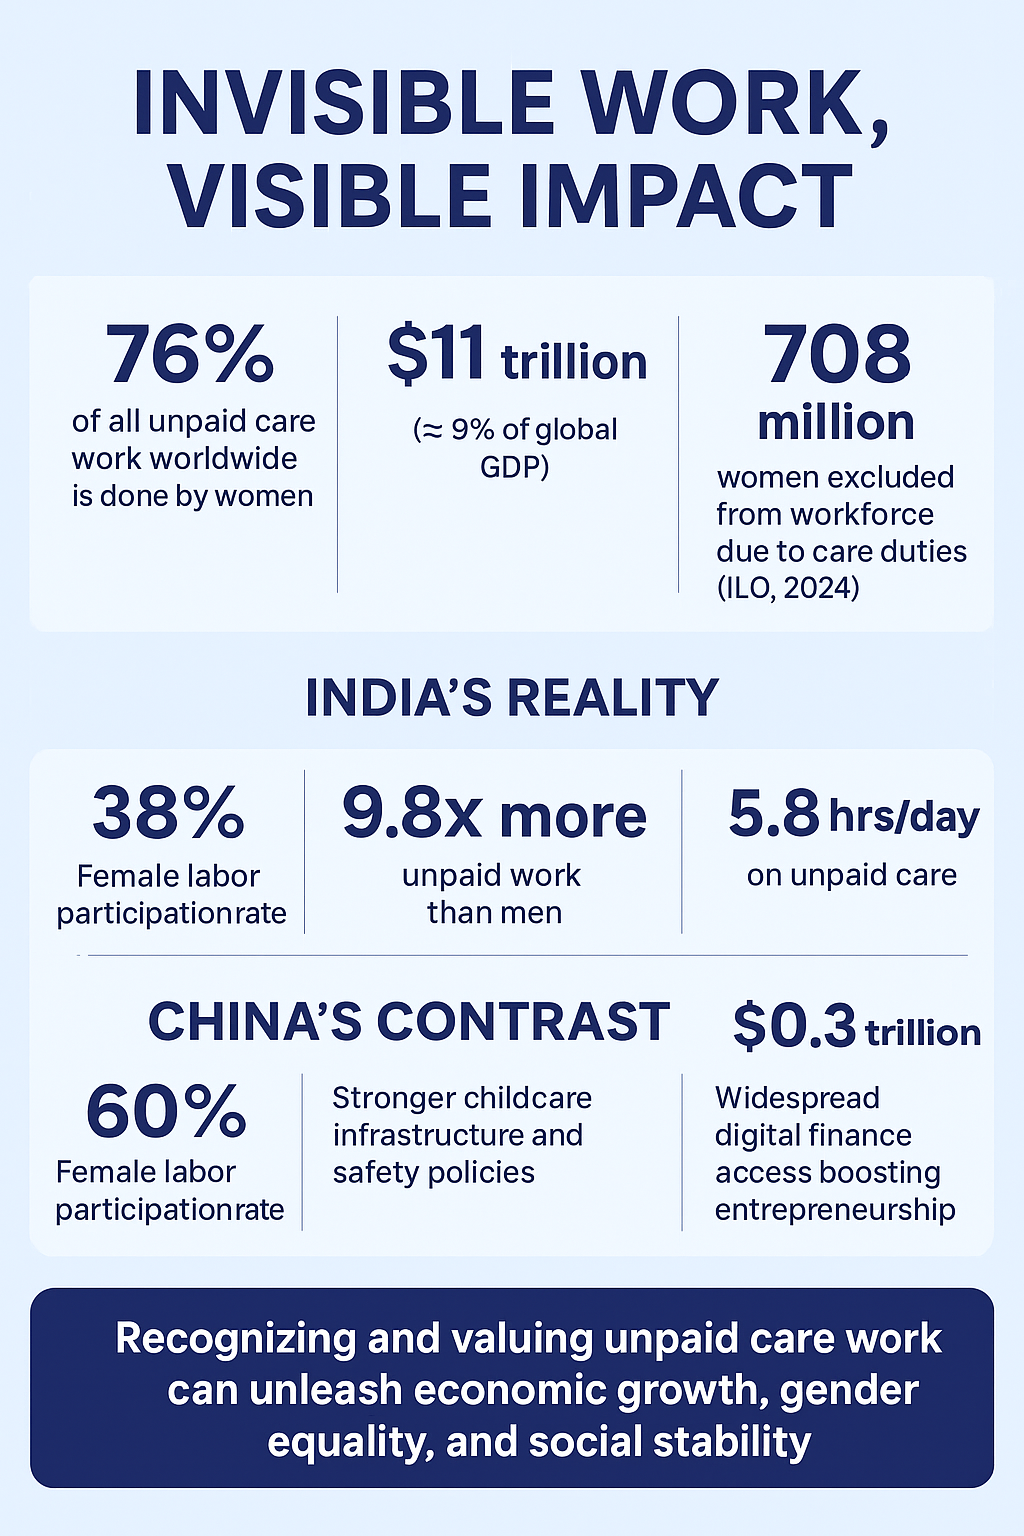 INVISIBLE WORK,
VISIBLE IMPACT
76%
of all unpaid care
work worldwide
is done by women
$11 trillion
(≈ 9% of global
GDP)
708
million
women excluded
from workforce
due to care duties
(ILO, 2024)
INDIA'S REALITY
38%
Female labor
participationrate
9.8x more
unpaid work
than men
5.8 hrs/day
on unpaid care
CHINA'S CONTRAST
60%
Female labor
participationrate
Stronger childcare
infrastructure and
safety policies
$0.3 trillion
Widespread
digital finance
access boosting
entrepreneurship
Recognizing and valuing unpaid care work
can unleash economic growth, gender
equality, and social stability